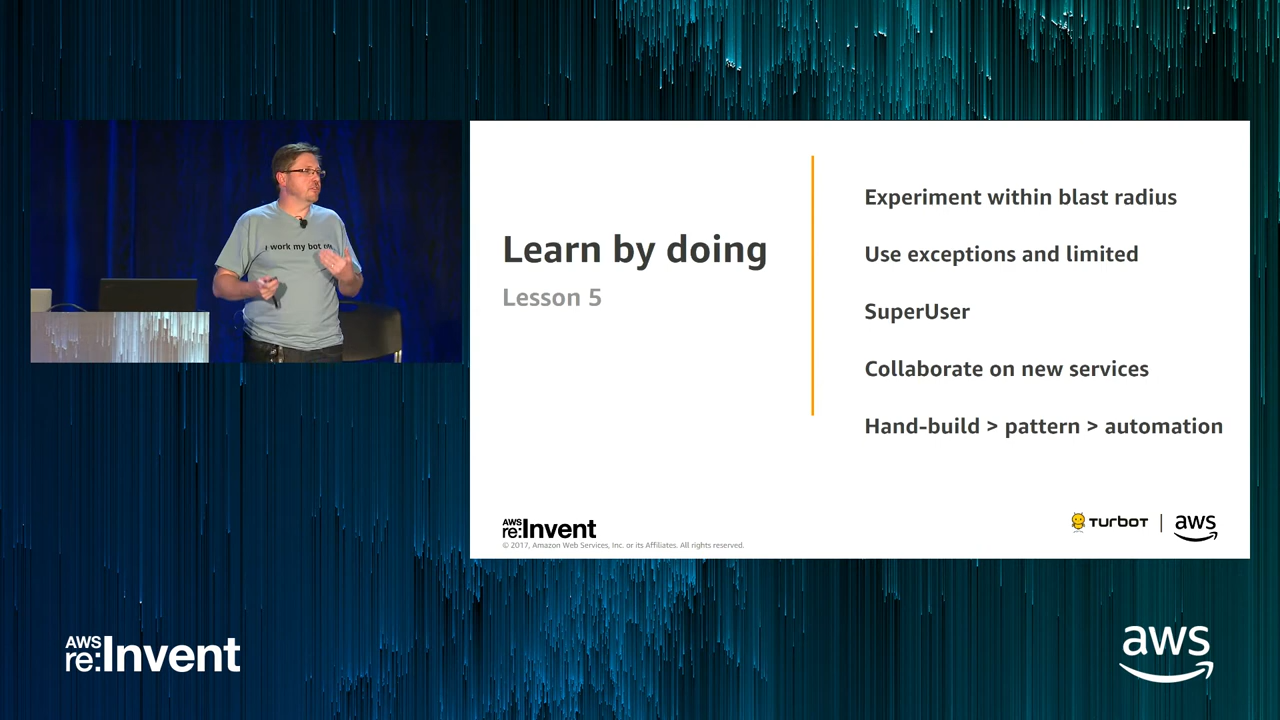 I work my bot off
Learn by doing
Lesson 5
Experiment within blast radius
Use exceptions and limited
SuperUser
Collaborate on new services
Hand-build > pattern > automation
AWS
re:Invent
© 2017, Amazon Web Services, Inc. or its Affiliates. All rights reserved.
TURBOT | aws
AWS
re:Invent
aws